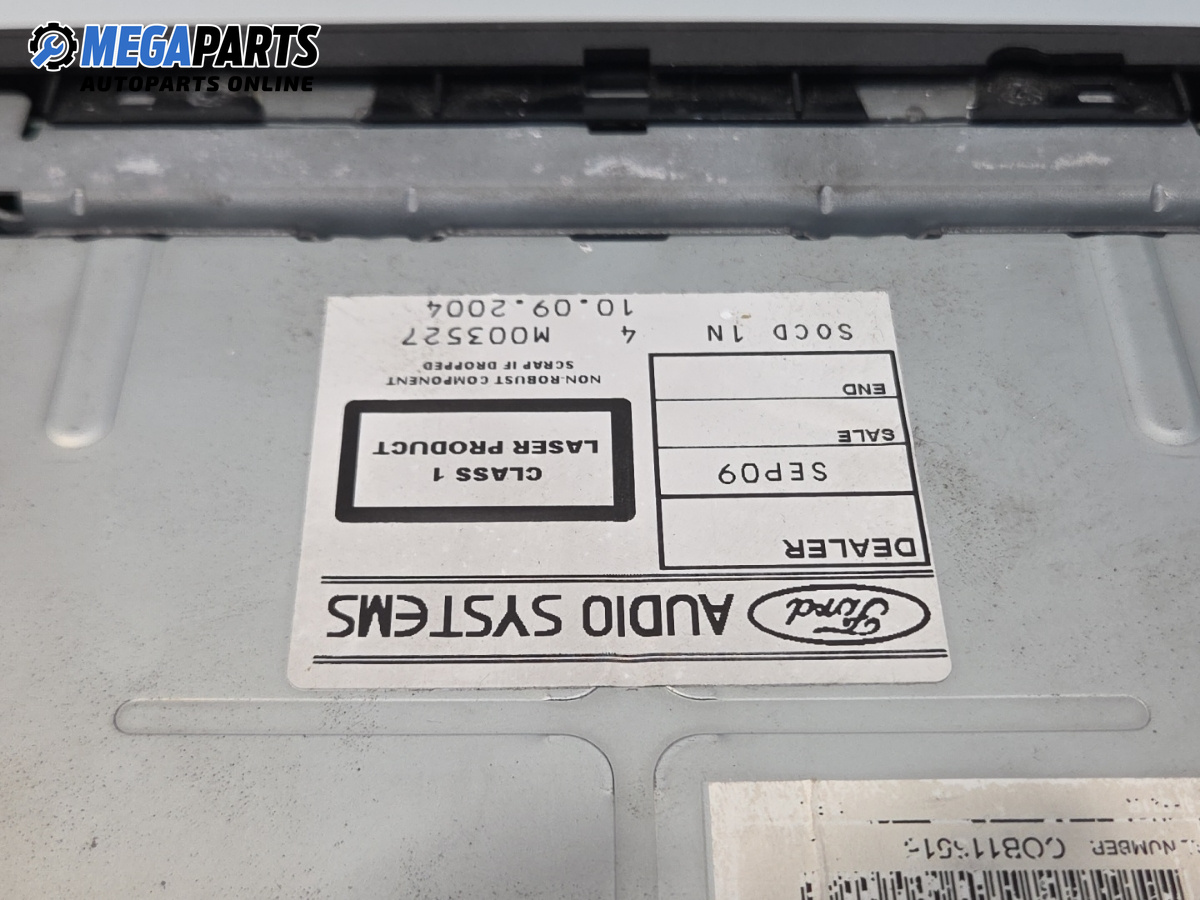 MEGAPARTS
AUTOPARTS ONLINE
Ford AUDIO SYSTEMS
DEALER
SEP09
SALE
END
SOCD 1N
CLASS 1
LASER PRODUCT
NON-ROBUST COMPONENT
SCRAP IF DROPPED
4 M003527
10.09.2004
NUMBER